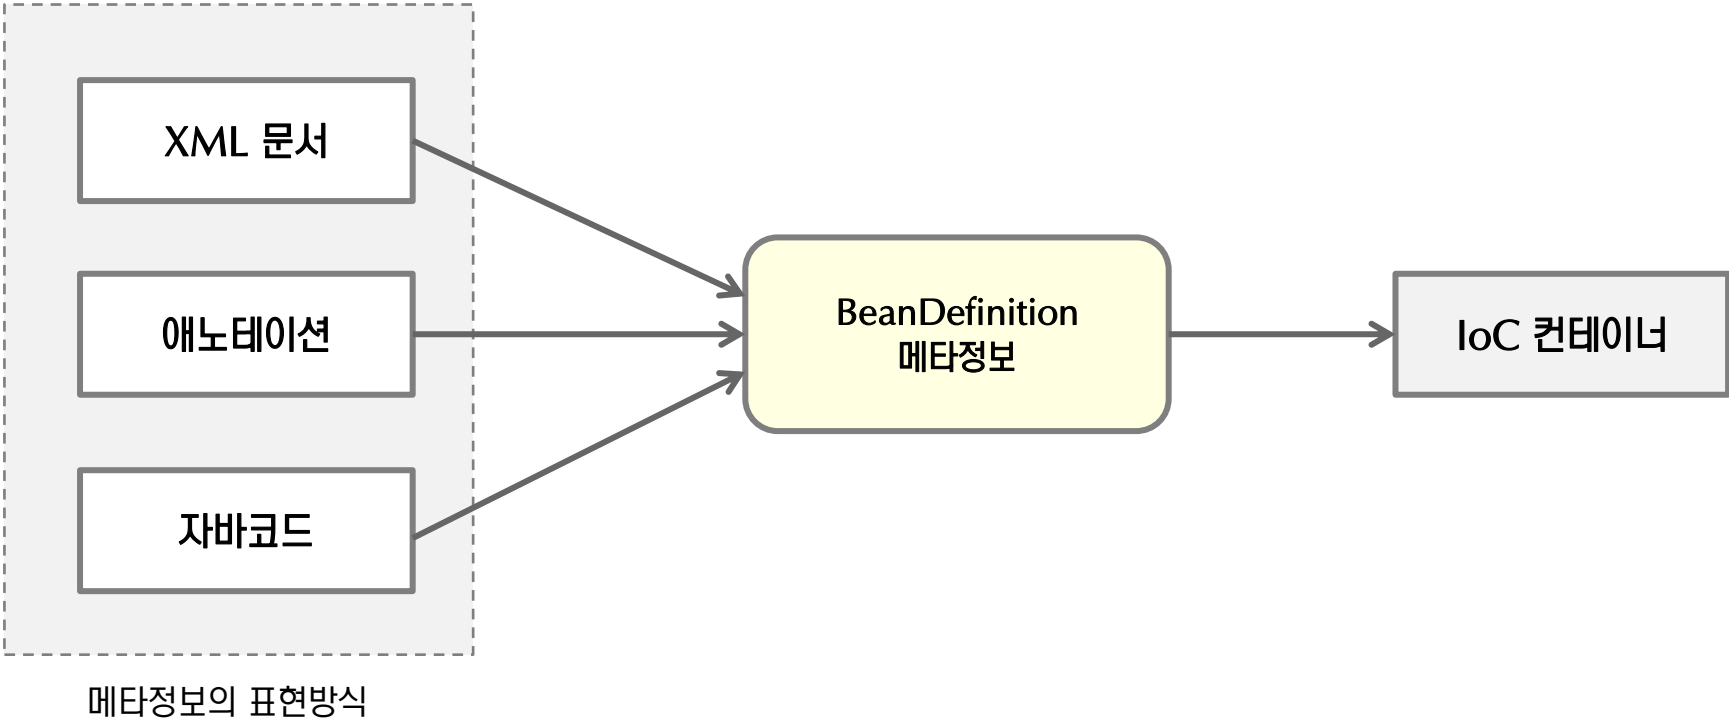 XML 문서
애노테이션
자바코드
메타정보의 표현방식
BeanDefinition
메타정보
IoC 컨테이너